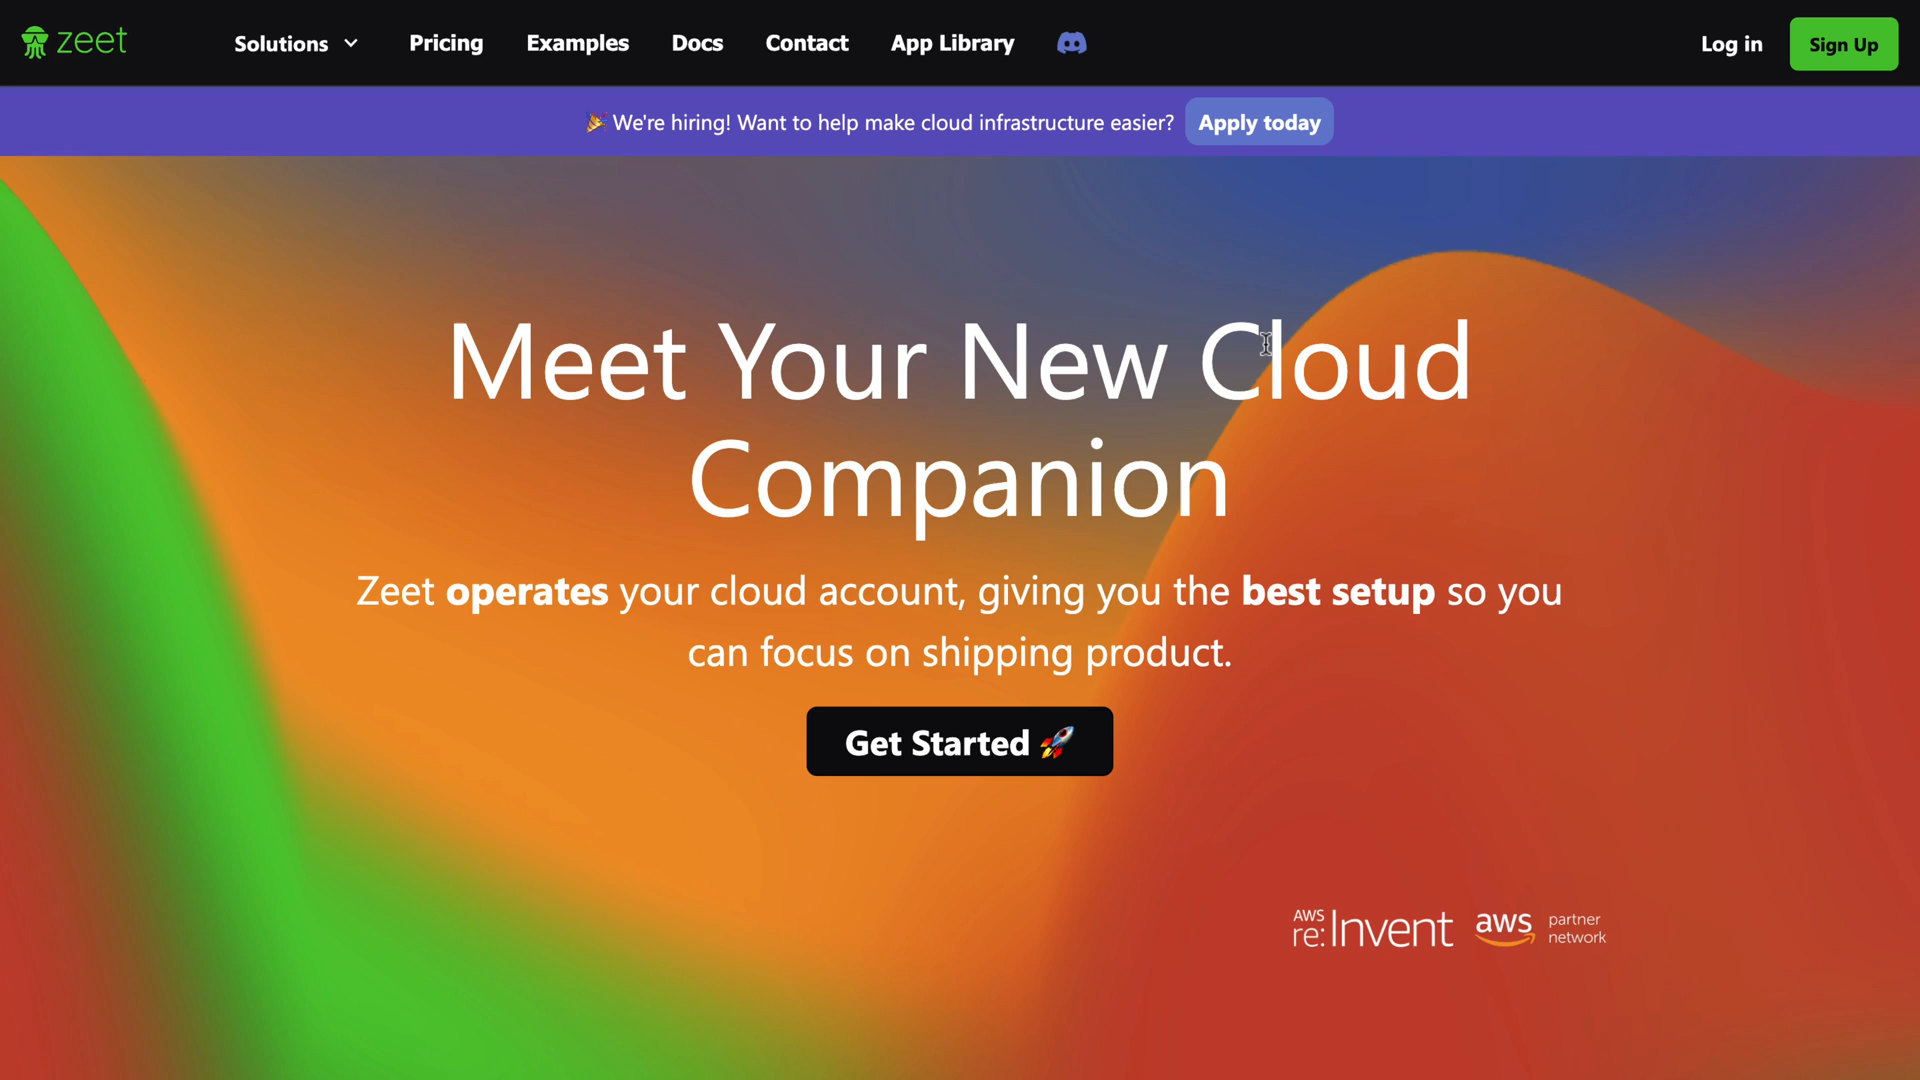 zeet
Solutions
Pricing
Examples
Docs
Contact
App Library
Log in
Sign Up
🎉 We're hiring! Want to help make cloud infrastructure easier?
Apply today
Meet Your New Cloud
Companion
Zeet operates your cloud account, giving you the best setup so you
can focus on shipping product.
Get Started 🚀
AWS
re:Invent
aws
partner
network